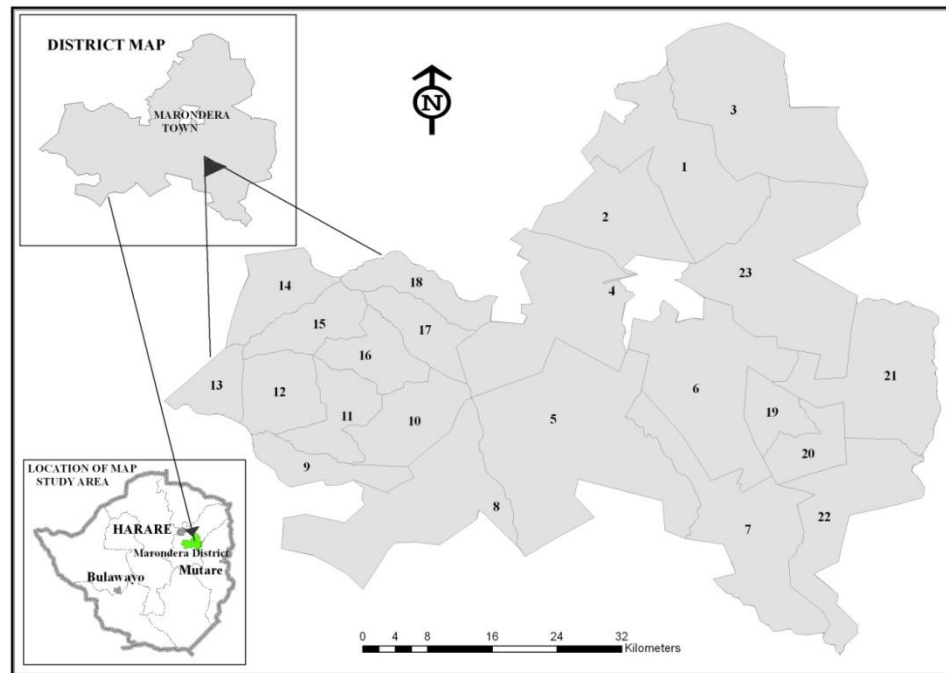 DISTRICT MAP
MARONDERA
TOWN
N
3
1
2
23
4
14
18
15
17
16
13
12
11
10
5
6
21
19
20
9
8
7
22
LOCATION OF MAP
STUDY AREA
HARARE
Marondera District
Bulawayo
Mutare
0 4 8 16 24 32
Kilometers